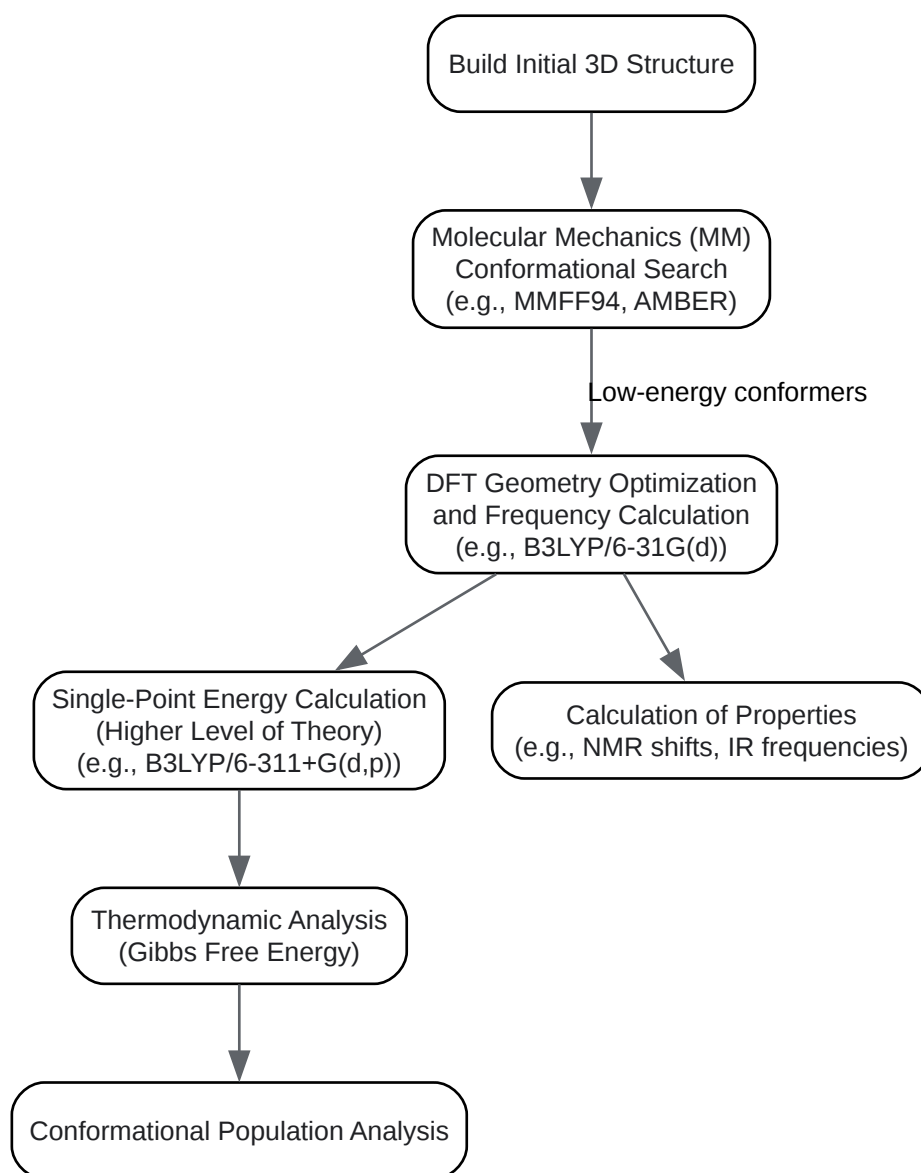 Build Initial 3D Structure
Molecular Mechanics (MM)
Conformational Search
(e.g., MMFF94, AMBER)
Low-energy conformers
DFT Geometry Optimization
and Frequency Calculation
(e.g., B3LYP/6-31G(d))
Single-Point Energy Calculation
(Higher Level of Theory)
(e.g., B3LYP/6-311+G(d,p))
Calculation of Properties
(e.g., NMR shifts, IR frequencies)
Thermodynamic Analysis
(Gibbs Free Energy)
Conformational Population Analysis